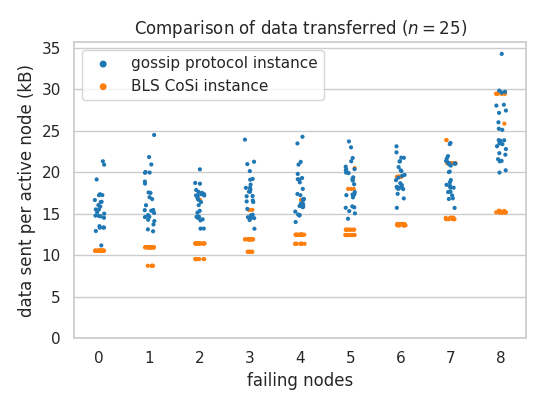 Comparison of data transferred (n = 25)
gossip protocol instance
BLS CoSi instance
data sent per active node (kB)
35
30
25
20
15
10
5
0
0 1 2 3 4 5 6 7 8
failing nodes